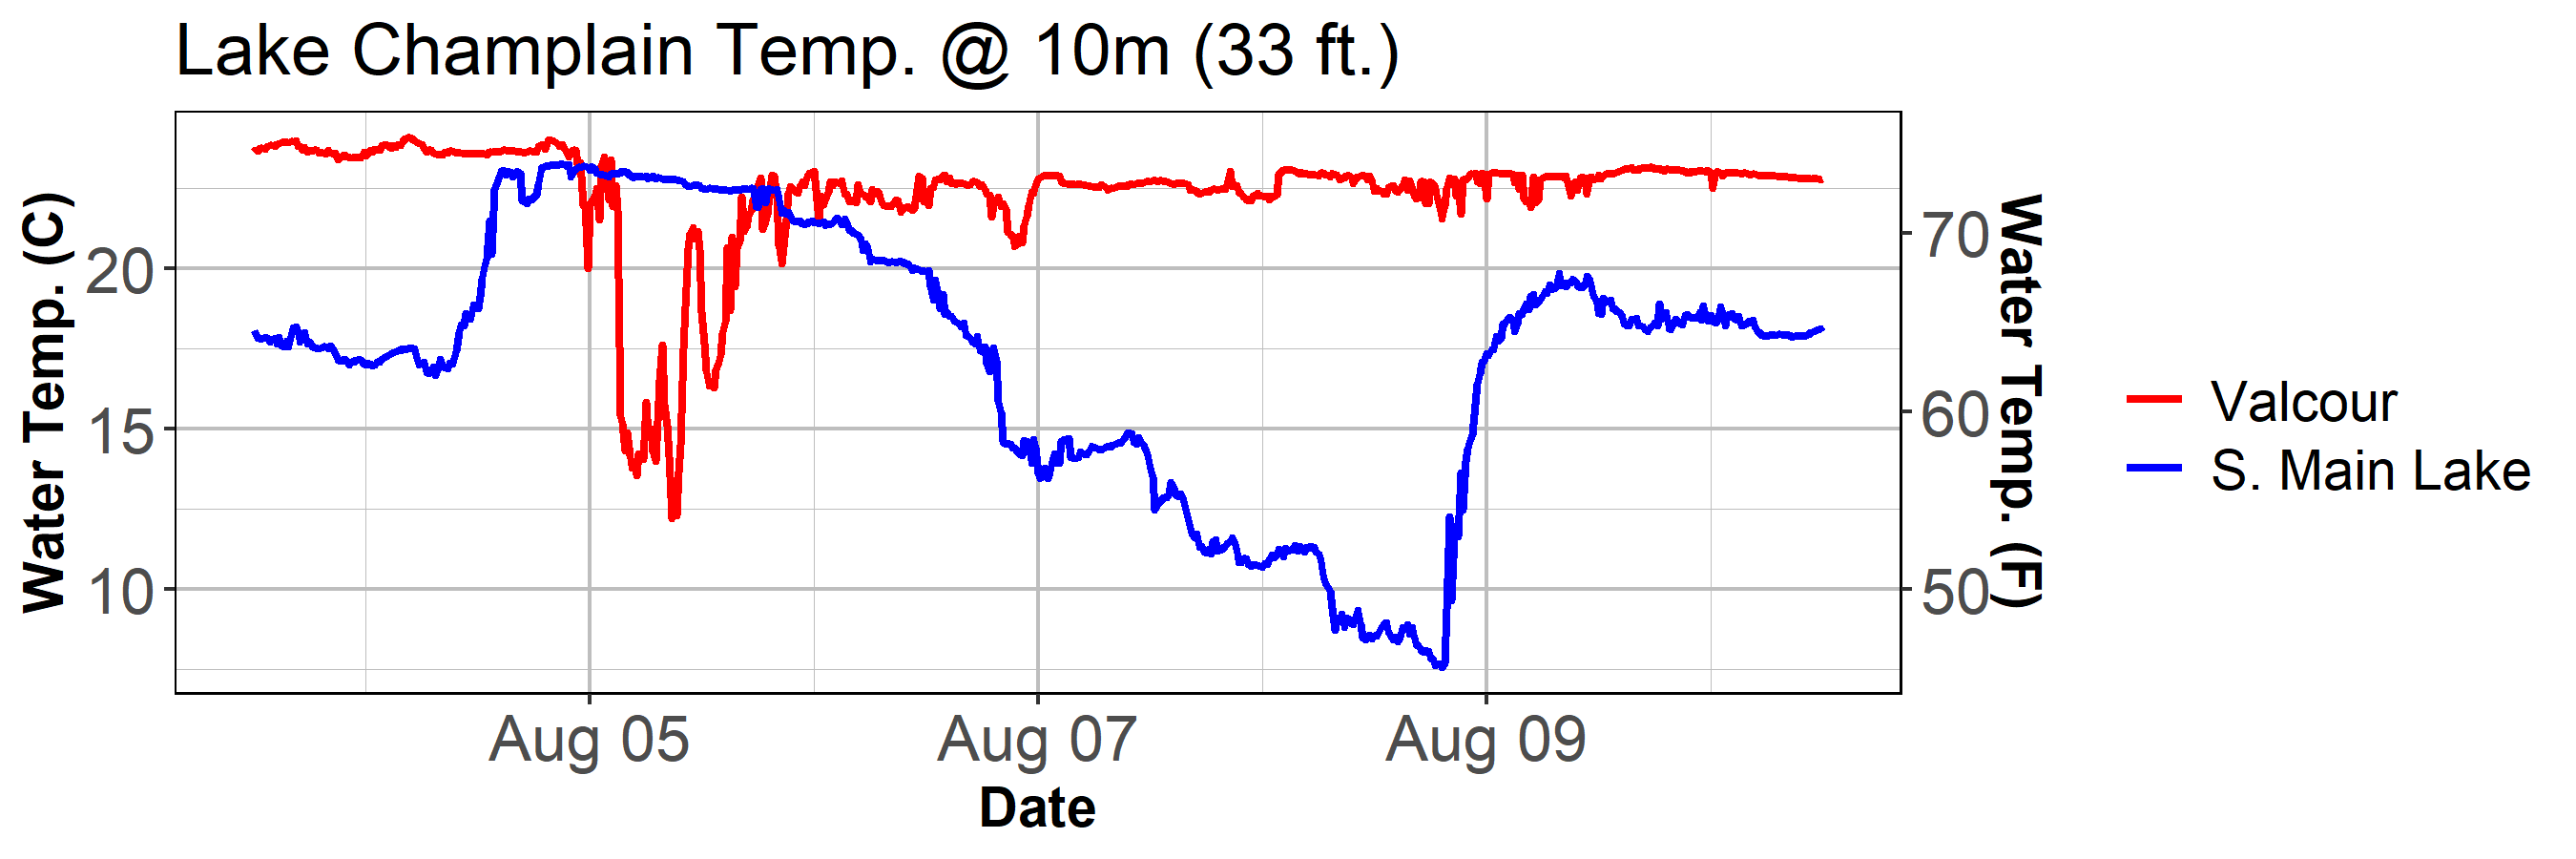 Lake Champlain Temp. @ 10m (33 ft.)
Water Temp. (C)
20
15
10
70
60
50
Water Temp. (F)
Aug 05
Aug 07
Aug 09
Date
Valcour
S. Main Lake